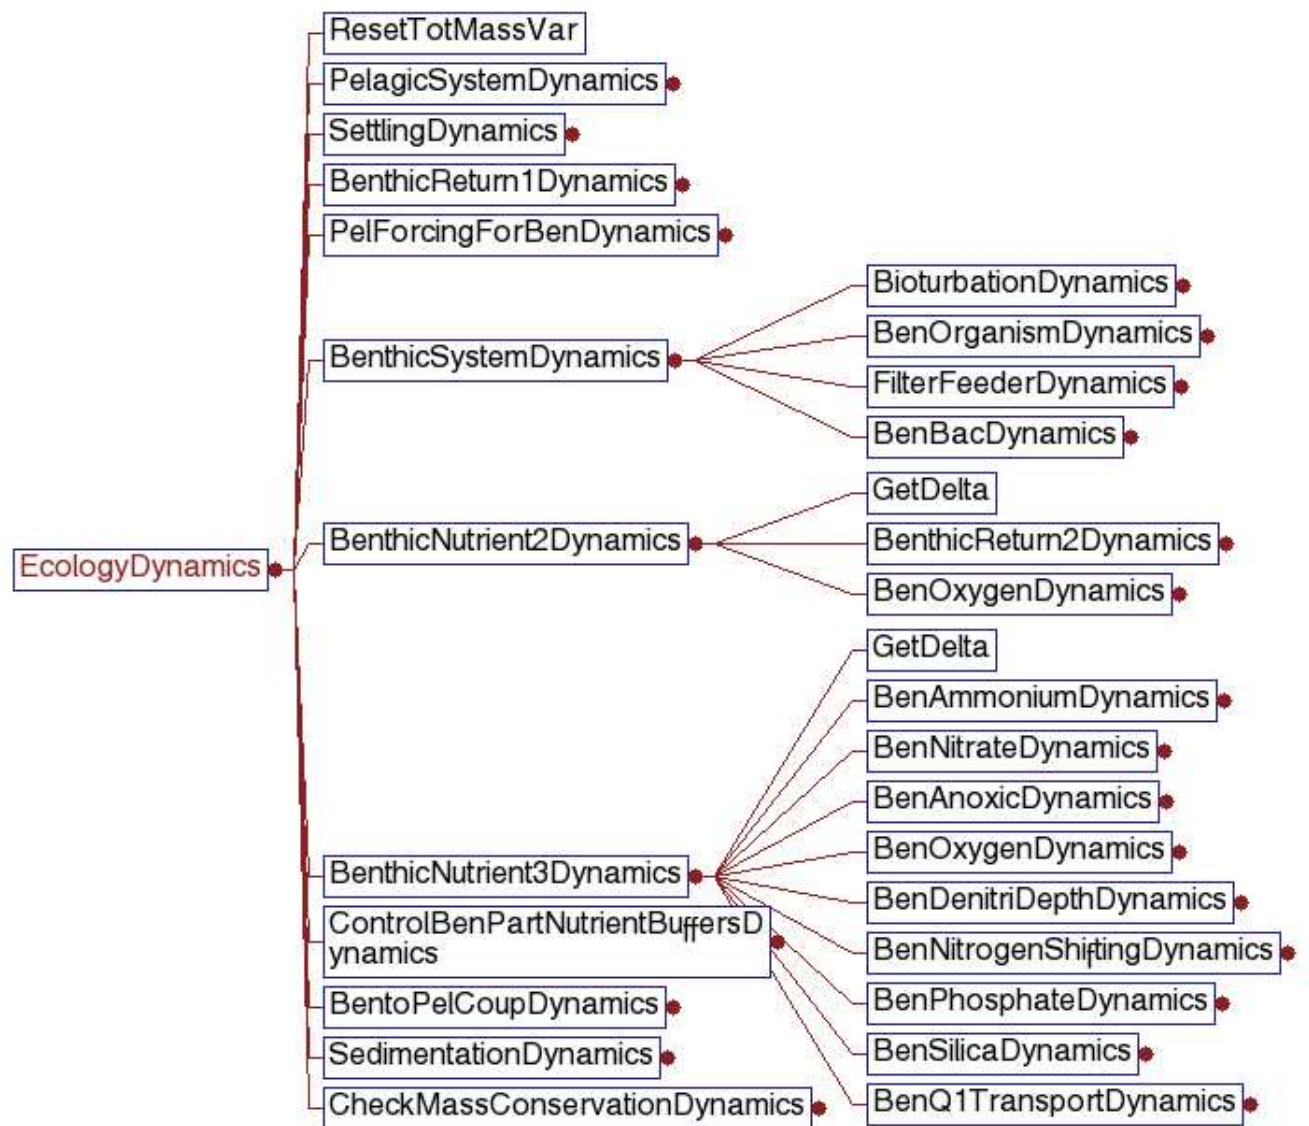 ResetTotMassVar
PelagicSystemDynamics
SettlingDynamics
BenthicReturn1Dynamics
PelForcingForBenDynamics
BioturbationDynamics
BenOrganismDynamics
BenthicSystemDynamics
FilterFeederDynamics
BenBacDynamics
GetDelta
BenthicNutrient2Dynamics
BenthicReturn2Dynamics
EcologyDynamics
BenOxygenDynamics
GetDelta
BenAmmoniumDynamics
BenNitrateDynamics
BenAnoxicDynamics
BenOxygenDynamics
BenthicNutrient3Dynamics
BenDenitriDepthDynamics
ControlBenPartNutrientBuffersD
ynamics
BenNitrogenShiftingDynamics
BentoPelCoupDynamics
BenPhosphateDynamics
SedimentationDynamics
BenSilicaDynamics
CheckMassConservationDynamics
BenQ1TransportDynamics